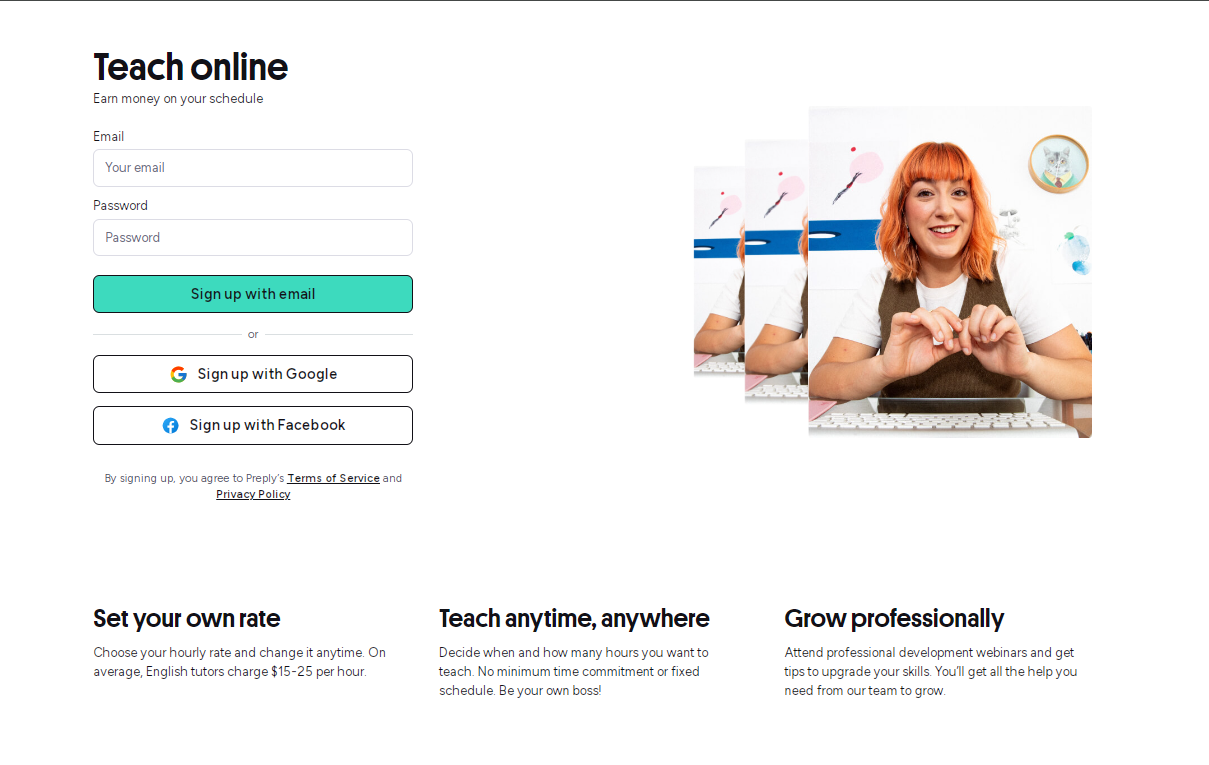 Teach online
Earn money on your schedule
Email
Your email
Password
Password
Sign up with email
or
Sign up with Google
Sign up with Facebook
By signing up, you agree to Preply's Terms of Service and
Privacy Policy
Set your own rate
Choose your hourly rate and change it anytime. On
average, English tutors charge $15-25 per hour.
Teach anytime, anywhere
Decide when and how many hours you want to
teach. No minimum time commitment or fixed
schedule. Be your own boss!
Grow professionally
Attend professional development webinars and get
tips to upgrade your skills. You'll get all the help you
need from our team to grow.